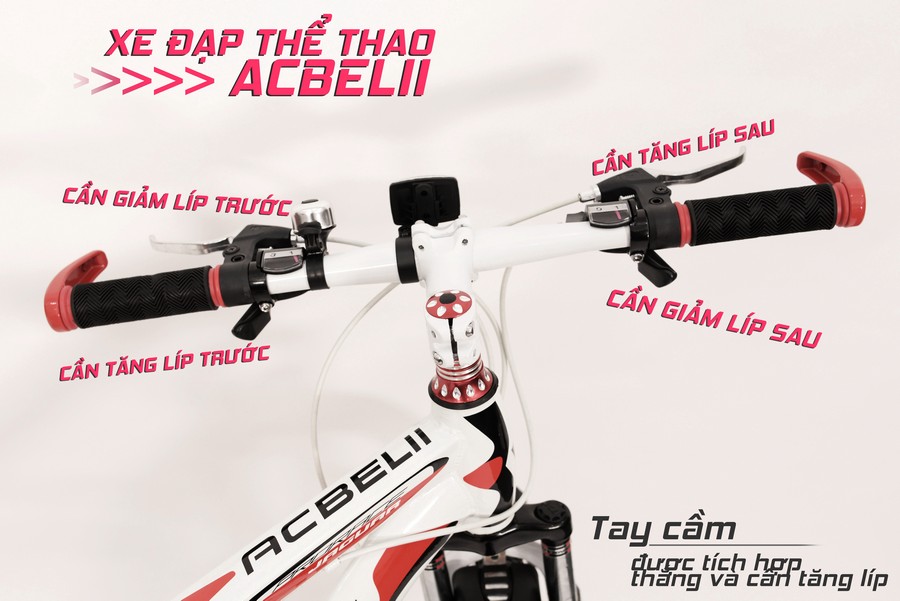 XE ĐẠP THỂ THAO
>>>>> ACBELII
CẦN TĂNG LÍP SAU
CẦN GIẢM LÍP TRƯỚC
CẦN GIẢM LÍP SAU
CẦN TĂNG LÍP TRƯỚC
ACBELII
JAGUAR
Tay cầm
được tích hợp
thắng và cần tăng líp